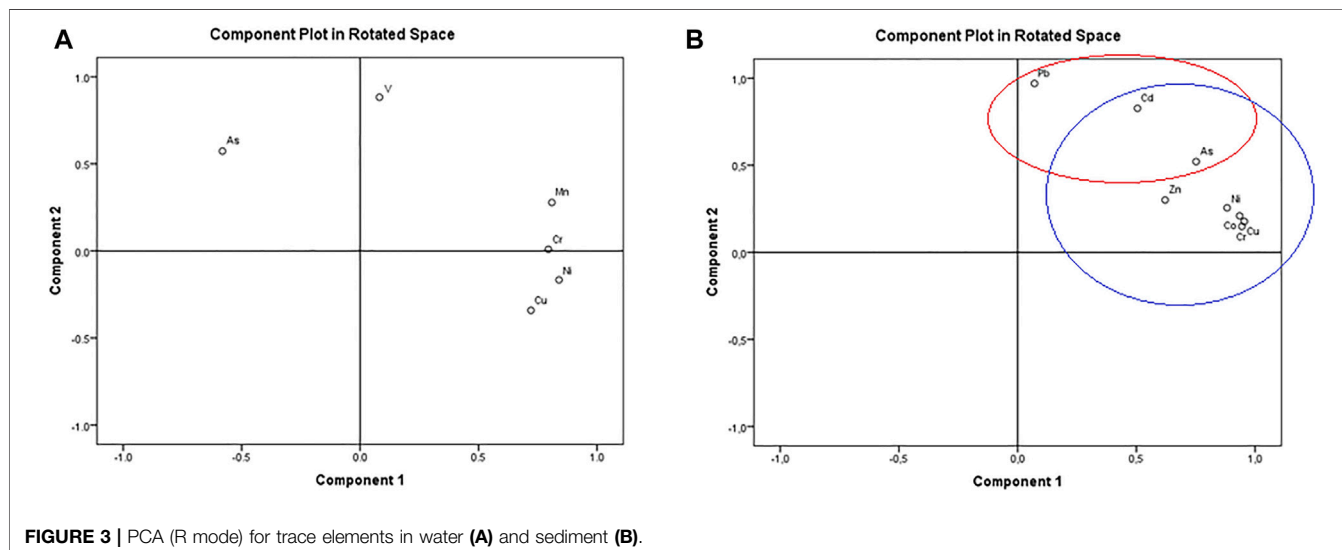 A
Component Plot in Rotated Space
1.0
0.5
0.0
-0.5
-1.0
Component 2
As
V
Mn
Cr
Ni
Cu
-1.0 -0.5 0.0 0.5 1.0
Component 1
B
Component Plot in Rotated Space
1,0
0,5
0,0
-0,5
-1,0
Component 2
Pb
Cd
As
Zn
Ni
Co
Cu
Cr
-1,0 -0,5 0,0 0,5 1,0
Component 1
FIGURE 3 | PCA (R mode) for trace elements in water (A) and sediment (B).